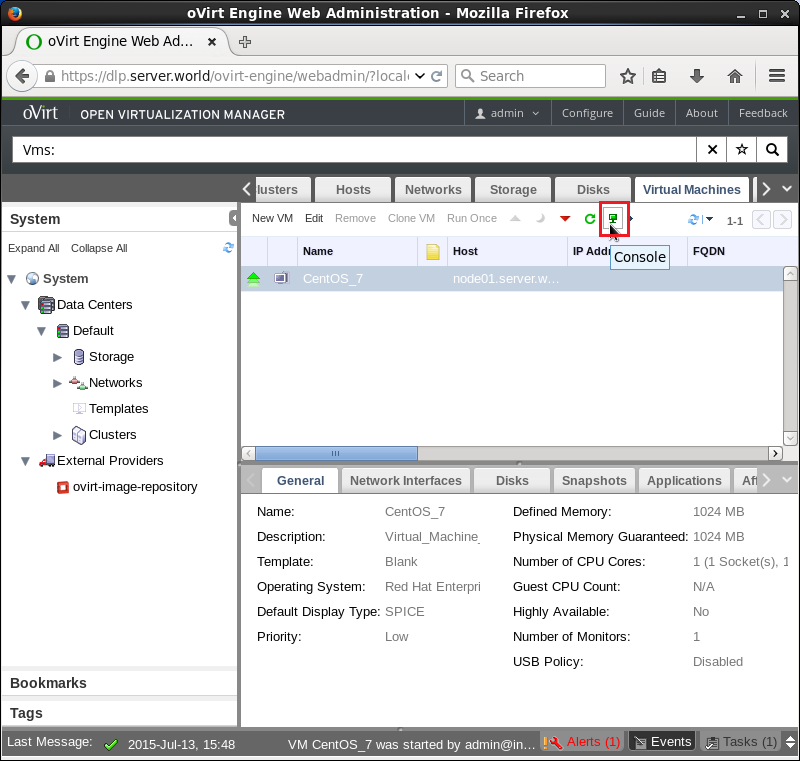 oVirt Engine Web Administration - Mozilla Firefox
oVirt Engine Web Ad...
https://dlp.server.world/ovirt-engine/webadmin/?local
Search
oVirt OPEN VIRTUALIZATION MANAGER
admin Configure Guide About Feedback
Vms:
lusters Hosts Networks Storage Disks Virtual Machines
System
New VM Edit Remove Clone VM Run Once 1-1
Expand All Collapse All
Name Host IP Addr FQDN
Console
CentOS_7 node01.server.w...
System
Data Centers
Default
Storage
Networks
Templates
Clusters
External Providers
ovirt-image-repository
General Network Interfaces Disks Snapshots Applications Aff
Name: CentOS_7 Defined Memory: 1024 MB
Description: Virtual_Machine_ Physical Memory Guaranteed: 1024 MB
Template: Blank Number of CPU Cores: 1 (1 Socket(s), 1
Operating System: Red Hat Enterpri Guest CPU Count: N/A
Default Display Type: SPICE Highly Available: No
Priority: Low Number of Monitors: 1
USB Policy: Disabled
Bookmarks
Tags
Last Message: 2015-Jul-13, 15:48 VM CentOS_7 was started by admin@in... Alerts (1) Events Tasks (1)